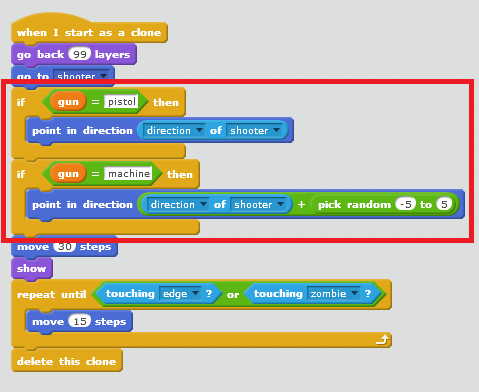 when I start as a clone
go back 99 layers
go to shooter
if gun = pistol then
point in direction direction of shooter
if gun = machine then
point in direction direction of shooter + pick random -5 to 5
move 30 steps
show
repeat until touching edge ? or touching zombie ?
move 15 steps
delete this clone